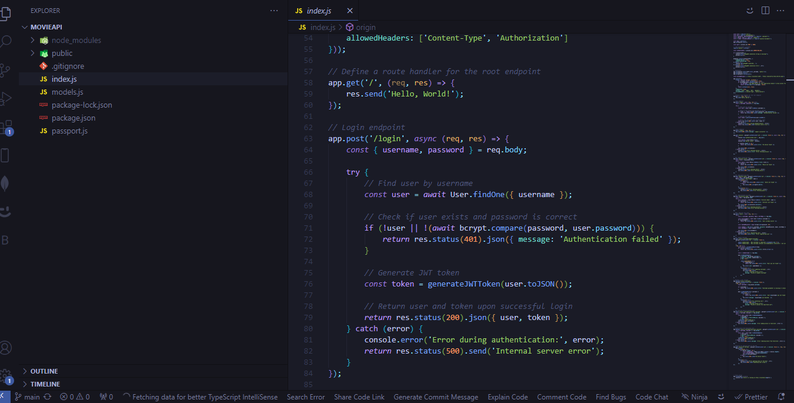 EXPLORER
MOVIEAPI
node_modules
public
.gitignore
JS index.js
JS models.js
package-lock.json
package.json
JS passport.js
OUTLINE
TIMELINE
JS index.js
JS index.js > origin
54 allowedHeaders: ['Content-Type', 'Authorization']
55 }));
56
57 // Define a route handler for the root endpoint
58 app.get('/', (req, res) => {
59 res.send('Hello, World!');
60 });
61
62 // Login endpoint
63 app.post('/login', async (req, res) => {
64 const { username, password } = req.body;
65
66 try {
67 // Find user by username
68 const user = await User.findOne({ username });
69
70 // Check if user exists and password is correct
71 if (!user || !(await bcrypt.compare(password, user.password))) {
72 return res.status(401).json({ message: 'Authentication failed' });
73 }
74
75 // Generate JWT token
76 const token = generateJWTToken(user.toJSON());
77
78 // Return user and token upon successful login
79 return res.status(200).json({ user, token });
80 } catch (error) {
81 console.error('Error during authentication:', error);
82 return res.status(500).send('Internal server error');
83 }
84 });
85
main 0 0 0 Fetching data for better TypeScript IntelliSense Search Error Share Code Link Generate Commit Message Explain Code Comment Code Find Bugs Code Chat Ninja Prettier